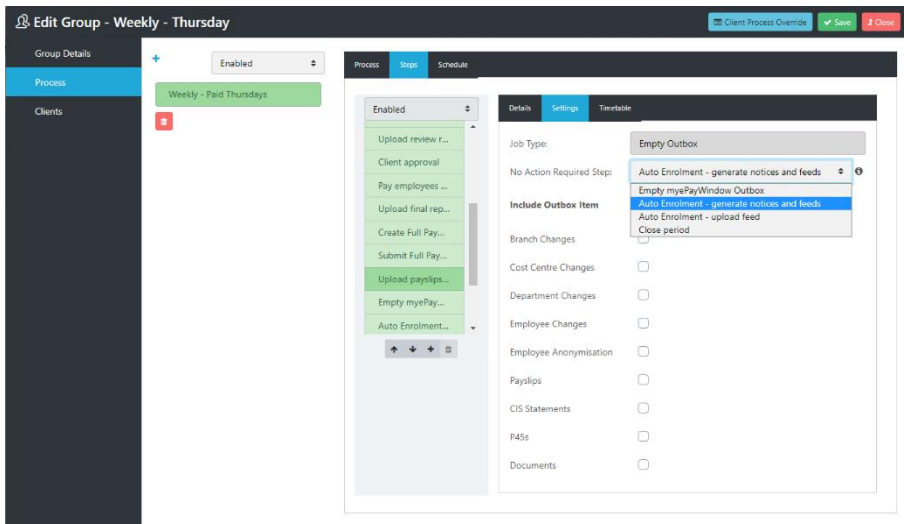 Edit Group - Weekly - Thursday
Client Process Override
Save
Close
Group Details
Process
Clients
Enabled
Weekly - Paid Thursdays
Process
Steps
Schedule
Enabled
Upload review r...
Client approval
Pay employees ...
Upload final rep...
Create Full Pay...
Submit Full Pay...
Upload payslips...
Empty myePay...
Auto Enrolment...
Details
Settings
Timetable
Job Type:
Empty Outbox
No Action Required Step:
Auto Enrolment - generate notices and feeds
Empty myePayWindow Outbox
Auto Enrolment - generate notices and feeds
Auto Enrolment - upload feed
Close period
Include Outbox Item
Branch Changes
Cost Centre Changes
Department Changes
Employee Changes
Employee Anonymisation
Payslips
CIS Statements
P45s
Documents